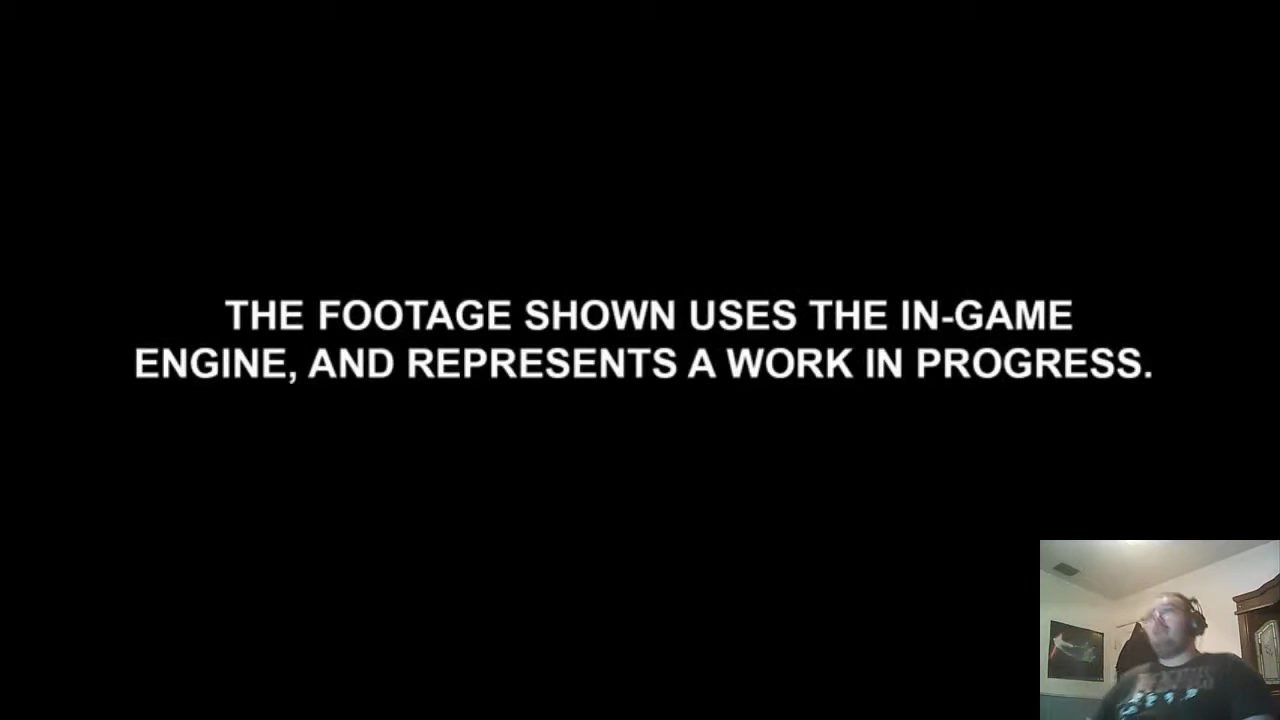 THE FOOTAGE SHOWN USES THE IN-GAME
ENGINE, AND REPRESENTS A WORK IN PROGRESS.